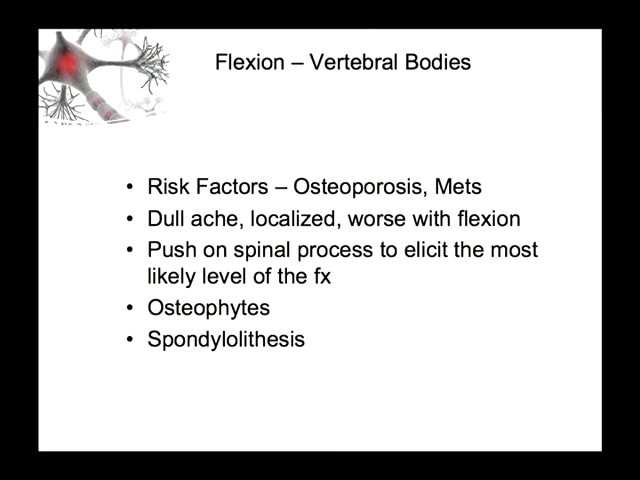 Flexion – Vertebral Bodies
• Risk Factors – Osteoporosis, Mets
• Dull ache, localized, worse with flexion
• Push on spinal process to elicit the most
likely level of the fx
• Osteophytes
• Spondylolithesis